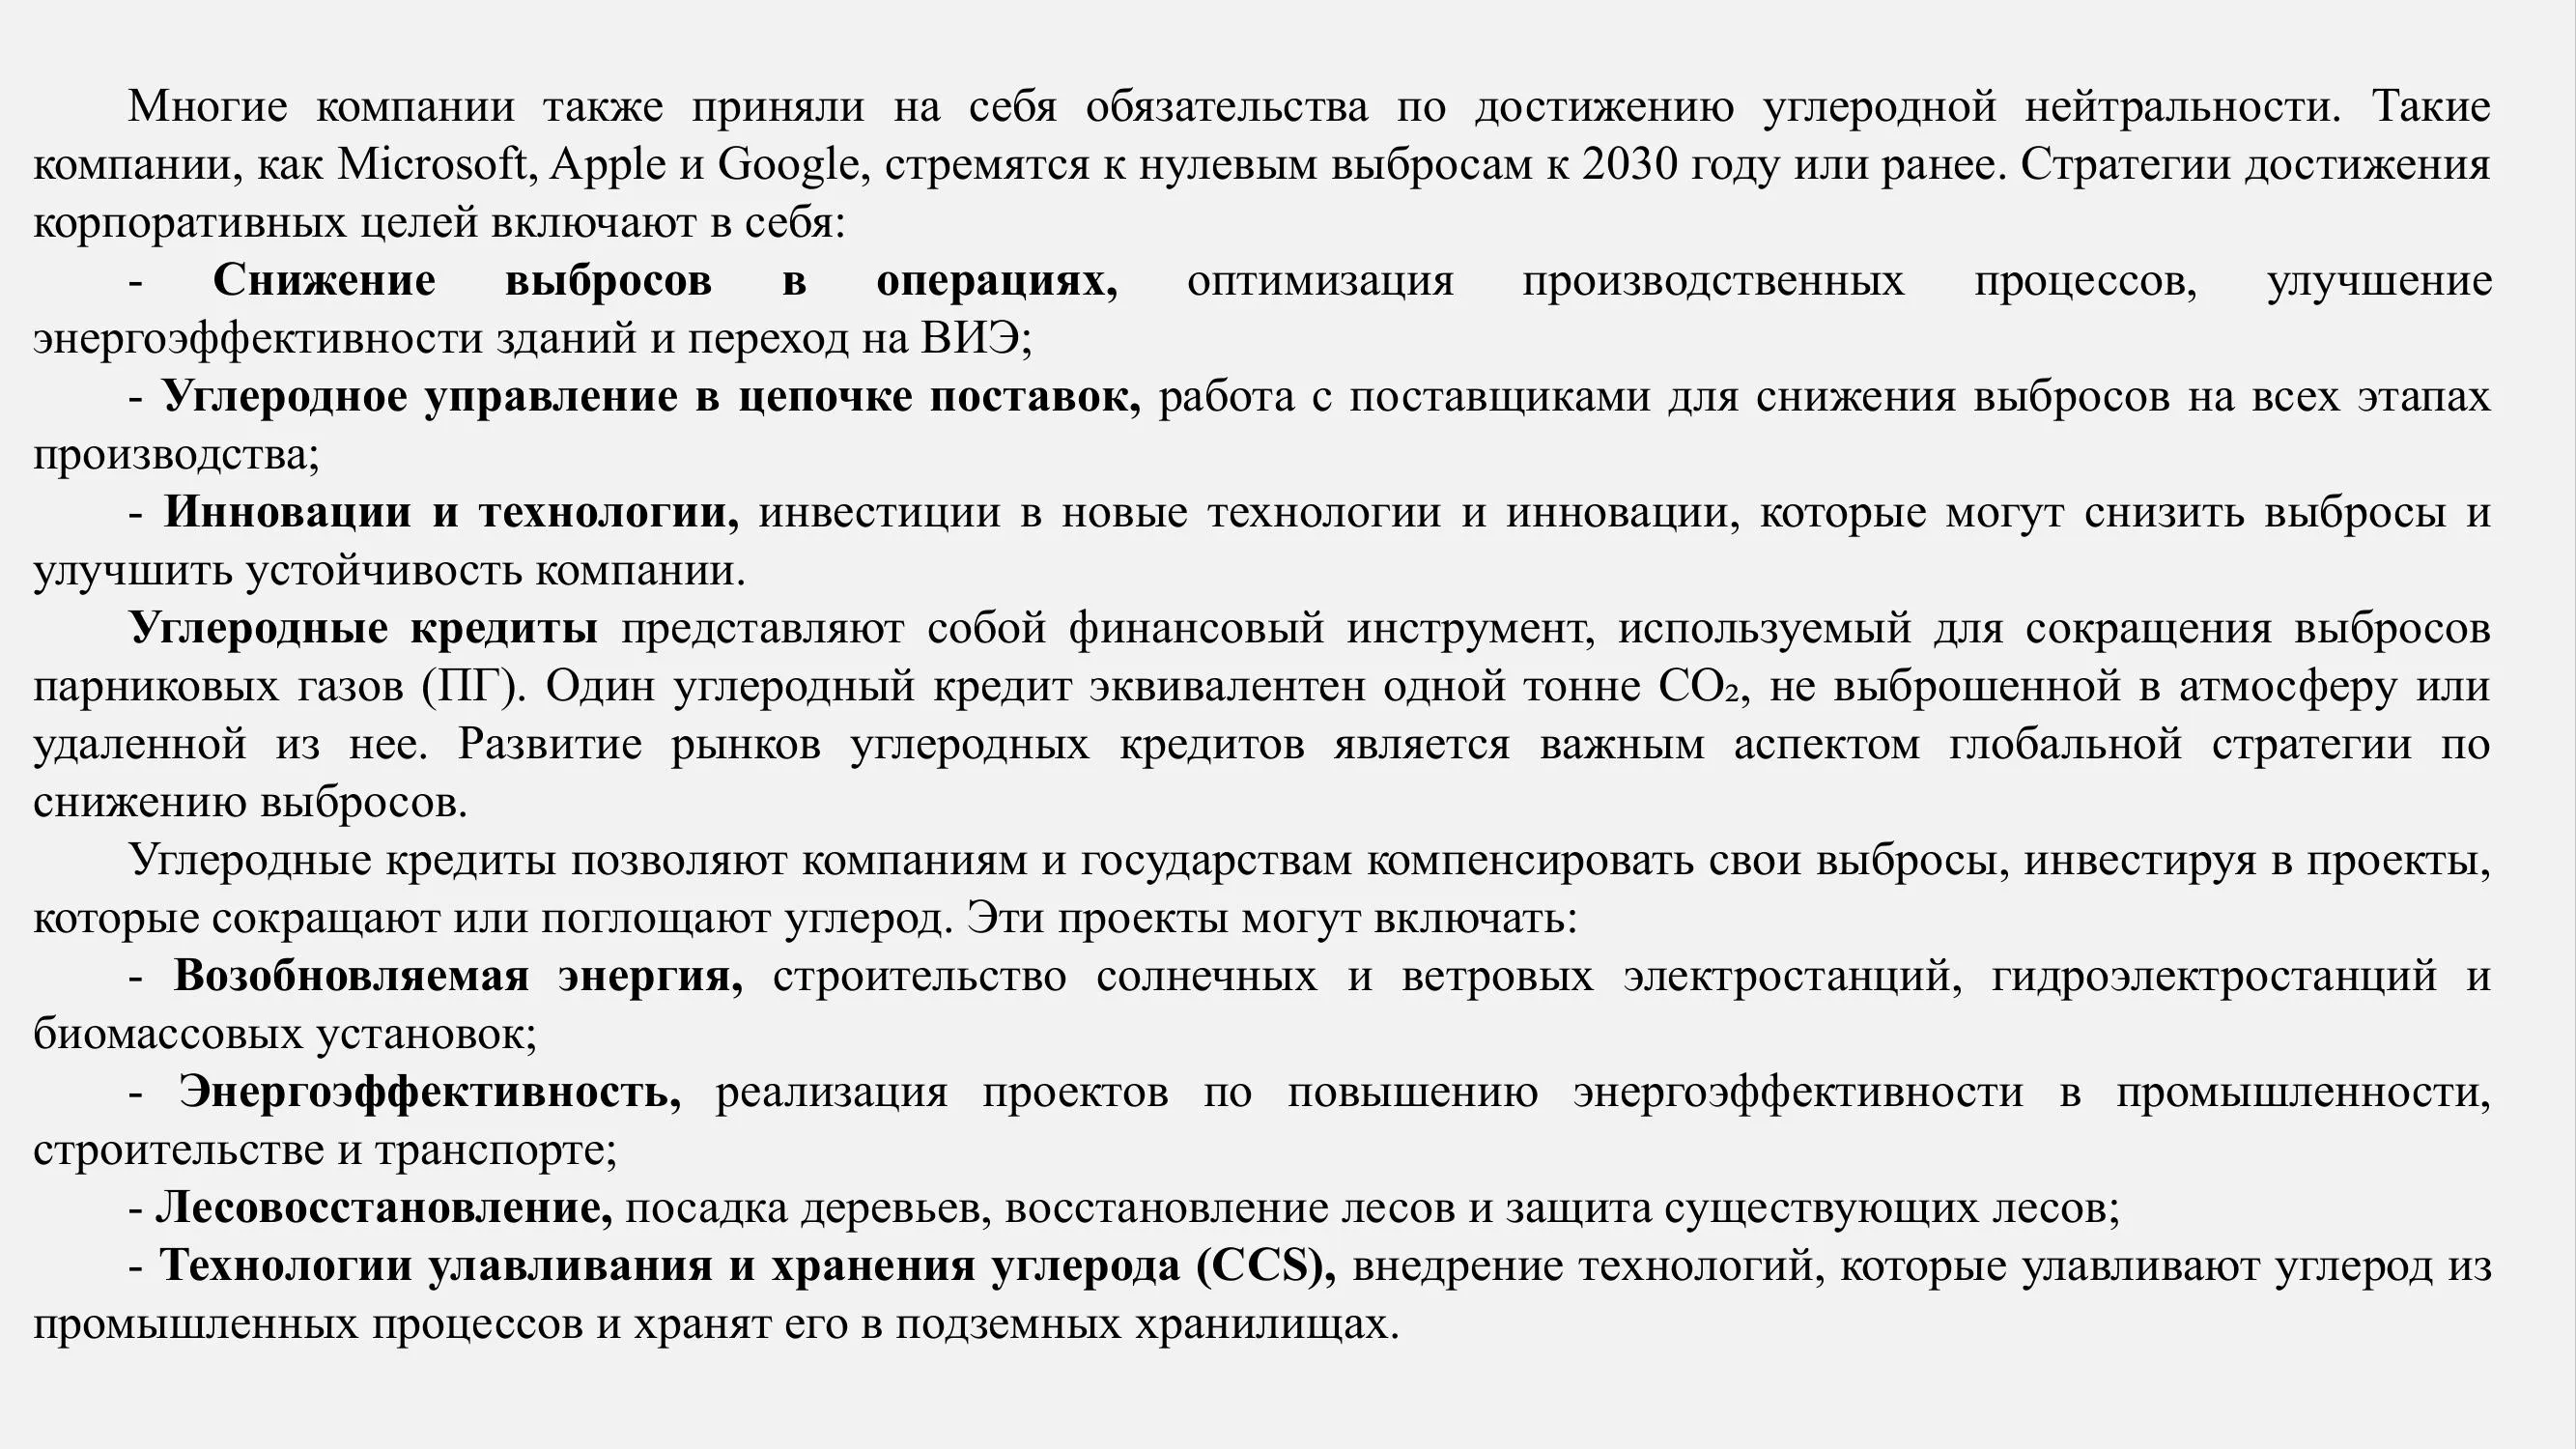 Многие компании также приняли на себя обязательства по достижению углеродной нейтральности. Такие
компании, как Microsoft, Apple и Google, стремятся к нулевым выбросам к 2030 году или ранее. Стратегии достижения
корпоративных целей включают в себя:
- Снижение выбросов в операциях, оптимизация производственных процессов, улучшение
энергоэффективности зданий и переход на ВИЭ;
- Углеродное управление в цепочке поставок, работа с поставщиками для снижения выбросов на всех этапах
производства;
- Инновации и технологии, инвестиции в новые технологии и инновации, которые могут снизить выбросы и
улучшить устойчивость компании.
Углеродные кредиты представляют собой финансовый инструмент, используемый для сокращения выбросов
парниковых газов (ПГ). Один углеродный кредит эквивалентен одной тонне CO₂, не выброшенной в атмосферу или
удаленной из нее. Развитие рынков углеродных кредитов является важным аспектом глобальной стратегии по
снижению выбросов.
Углеродные кредиты позволяют компаниям и государствам компенсировать свои выбросы, инвестируя в проекты,
которые сокращают или поглощают углерод. Эти проекты могут включать:
- Возобновляемая энергия, строительство солнечных и ветровых электростанций, гидроэлектростанций и
биомассовых установок;
- Энергоэффективность, реализация проектов по повышению энергоэффективности в промышленности,
строительстве и транспорте;
- Лесовосстановление, посадка деревьев, восстановление лесов и защита существующих лесов;
- Технологии улавливания и хранения углерода (CCS), внедрение технологий, которые улавливают углерод из
промышленных процессов и хранят его в подземных хранилищах.